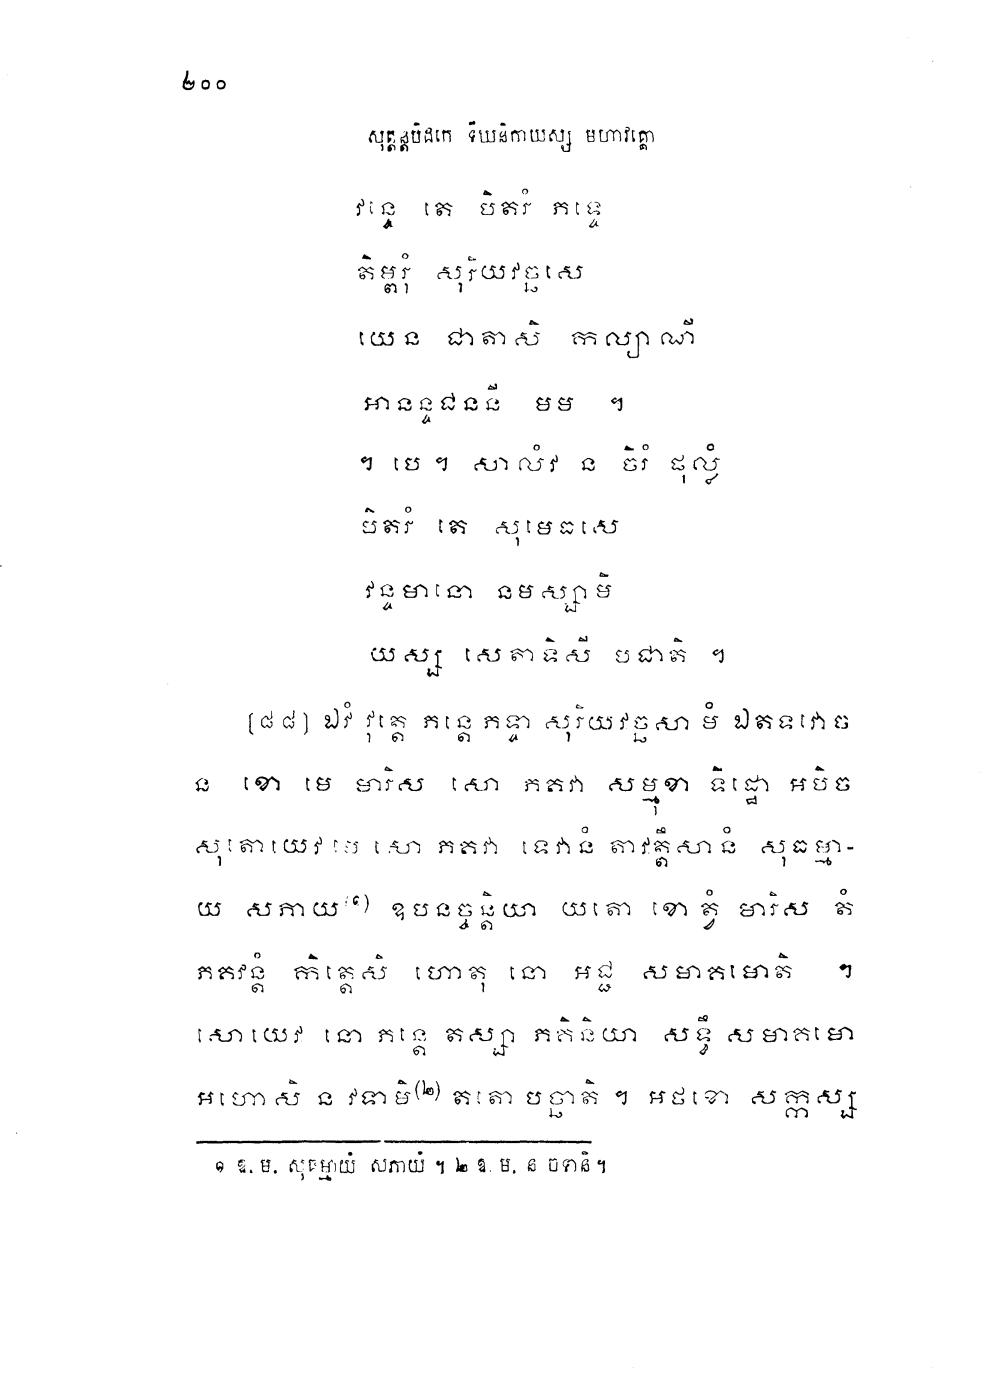 ២០០
សុត្តន្តបិដកេ ទីឃនិកាយស្ស មហាវគ្គោ
វន្ទេ តេ បិតរំ ភទ្ទេ
តិម្ពរុំ សុរិយវច្ឆសេ
យេន ជាតាសិ កល្យាណី
អានន្ទជននី មម ។
។ បេ។ សាលំវ ន ចិរំ ផុល្លំ
បិតរំ តេ សុមេធសេ
វន្ទមានោ នមស្សាមិ
យស្ស សេតាទិសី បជាតិ ។
[៨៨] ឯវំ វុត្តេ ភន្តេ ភទ្ទា សុរិយវច្ឆសា មំ ឯតទវោច
ន ខោ មេ មារិស សោ ភគវា សម្មុខា ទិដ្ឋោ អបិច
សុតោយេវ មេ សោ ភគវា ទេវានំ តាវត្តឹសានំ សុធម្មា-
យ សភាយ(១) ឧបនច្ចន្តិយា យតោ ខោ ត្វំ មារិស តំ
ភគវន្តំ កិត្តេសិ ហោតុ នោ អជ្ជ សមាគមោតិ ។
សោយេវ នោ ភន្តេ តស្សា ភគិនិយា សទ្ធឹ សមាគមោ
អហោសិ ន វទាមិ(២) តតោ បច្ឆាតិ ។ អថខោ សក្កស្ស
១ ឱ. ម. សុធម្មាយំ សភាយំ ។ ២ ឱ. ម. ន ចទានិ។